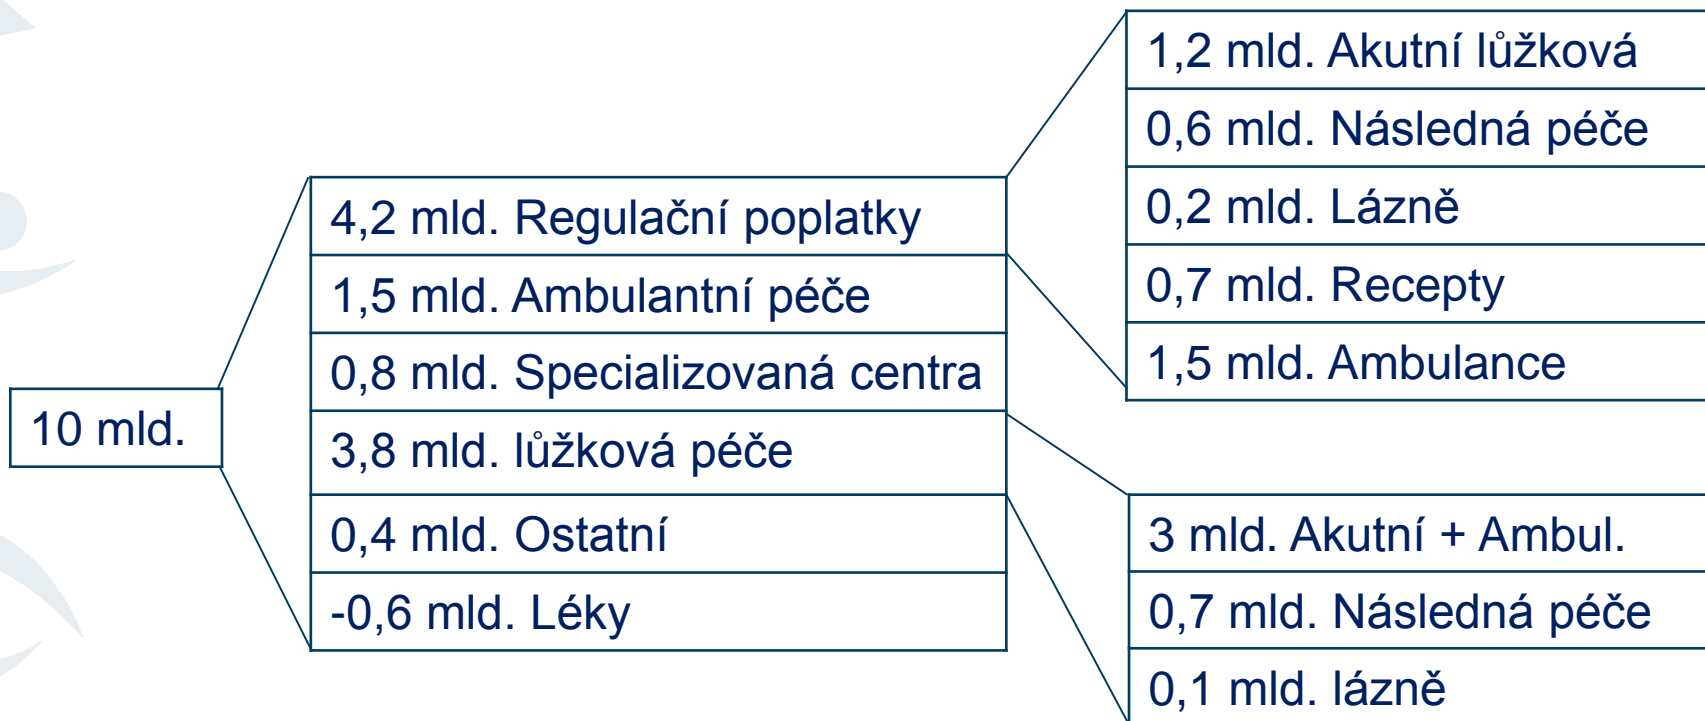 10 mld.
4,2 mld. Regulační poplatky
1,5 mld. Ambulantní péče
0,8 mld. Specializovaná centra
3,8 mld. lůžková péče
0,4 mld. Ostatní
-0,6 mld. Léky
1,2 mld. Akutní lůžková
0,6 mld. Následná péče
0,2 mld. Lázně
0,7 mld. Recepty
1,5 mld. Ambulance
3 mld. Akutní + Ambul.
0,7 mld. Následná péče
0,1 mld. lázně